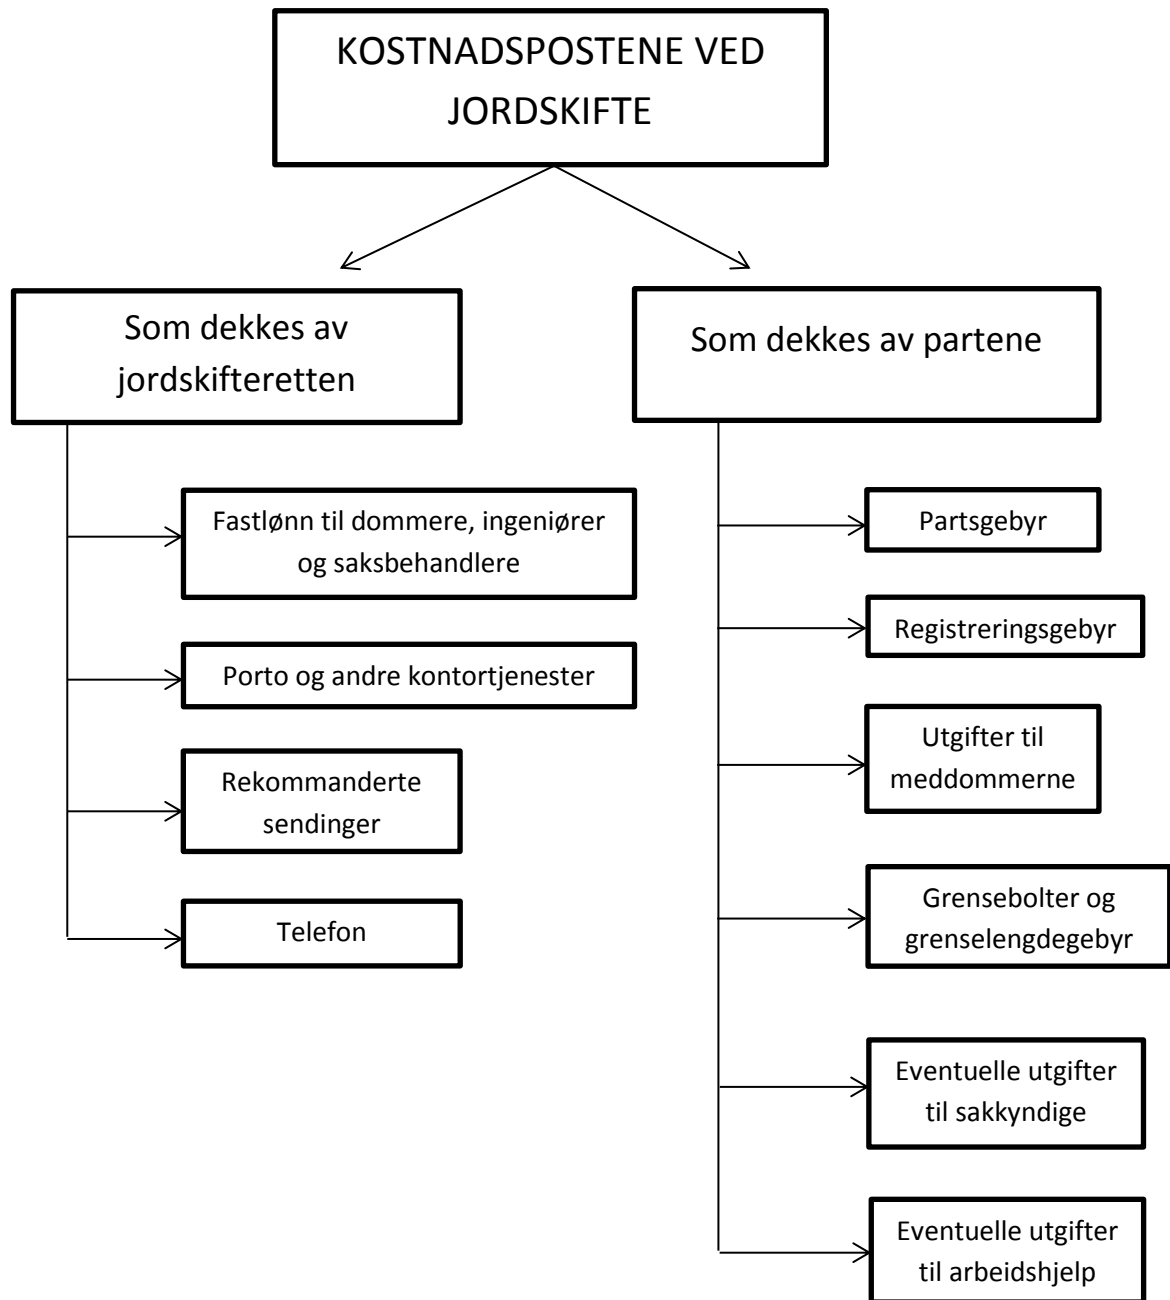 KOSTNADSPOSTENE VED
JORDSKIFTE
Som dekkes av
jordskifteretten
Fastlønn til dommere, ingeniører
og saksbehandlere
Porto og andre kontortjenester
Rekommanderte
sendinger
Telefon
Som dekkes av partene
Partsgebyr
Registreringsgebyr
Utgifter til
meddommerne
Grensebolter og
grenselengdegebyr
Eventuelle utgifter
til sakkyndige
Eventuelle utgifter
til arbeidshjelp